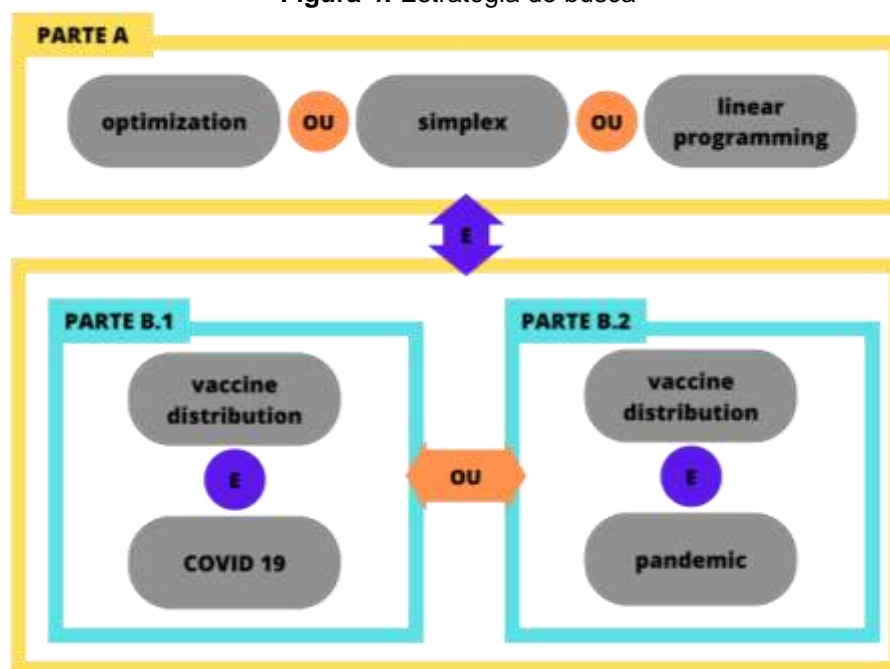 Figura 1. Estratégia de busca
PARTE A
optimization OU simplex OU linear
programming
E
PARTE B.1
vaccine
distribution
E
COVID 19
OU
PARTE B.2
vaccine
distribution
E
pandemic